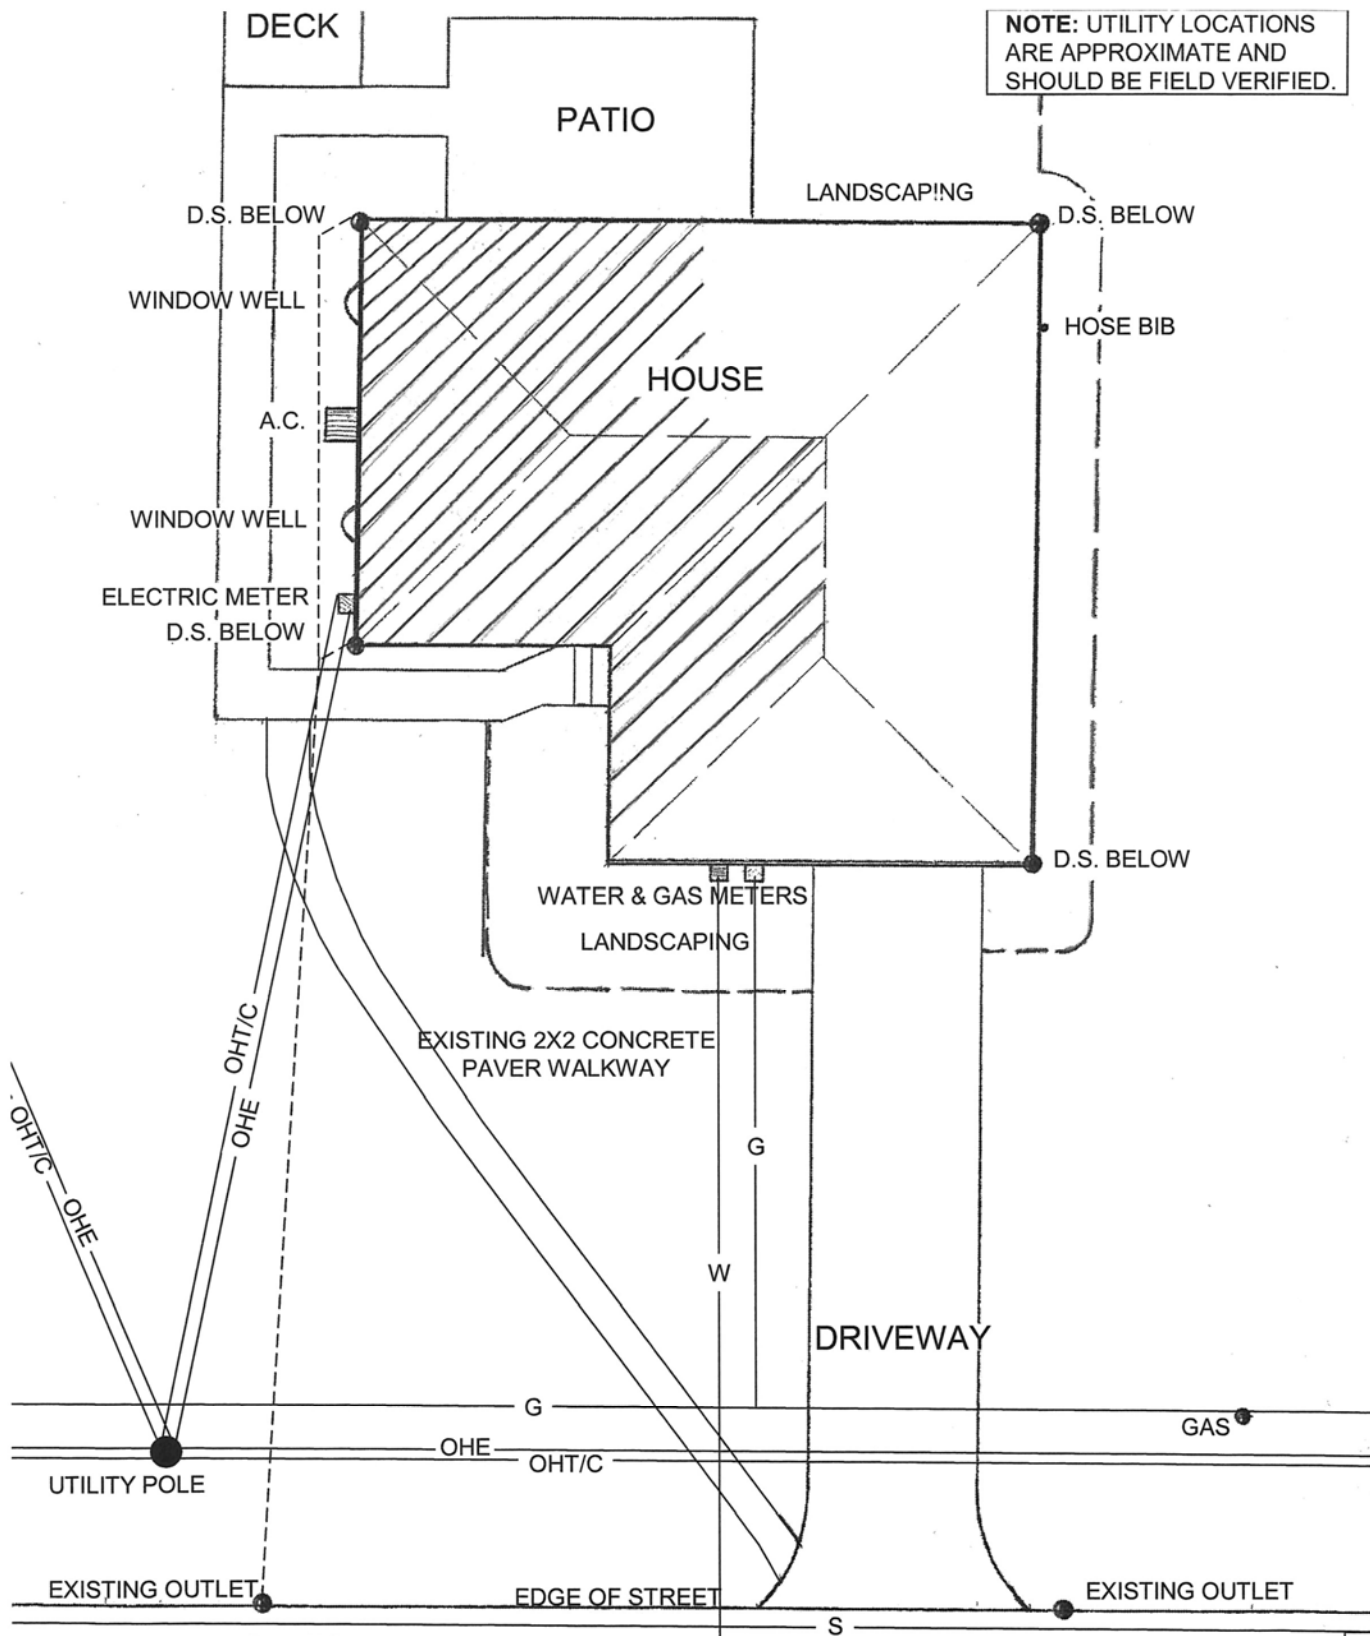 DECK
NOTE: UTILITY LOCATIONS
ARE APPROXIMATE AND
SHOULD BE FIELD VERIFIED.
PATIO
LANDSCAPING
D.S. BELOW
D.S. BELOW
WINDOW WELL
HOSE BIB
HOUSE
A.C.
WINDOW WELL
ELECTRIC METER
D.S. BELOW
D.S. BELOW
WATER & GAS METERS
LANDSCAPING
OHT/C
EXISTING 2X2 CONCRETE
PAVER WALKWAY
OHE
OHT/C
G
OHE
W
DRIVEWAY
G
GAS
OHE
OHT/C
UTILITY POLE
EXISTING OUTLET
EDGE OF STREET
EXISTING OUTLET
S